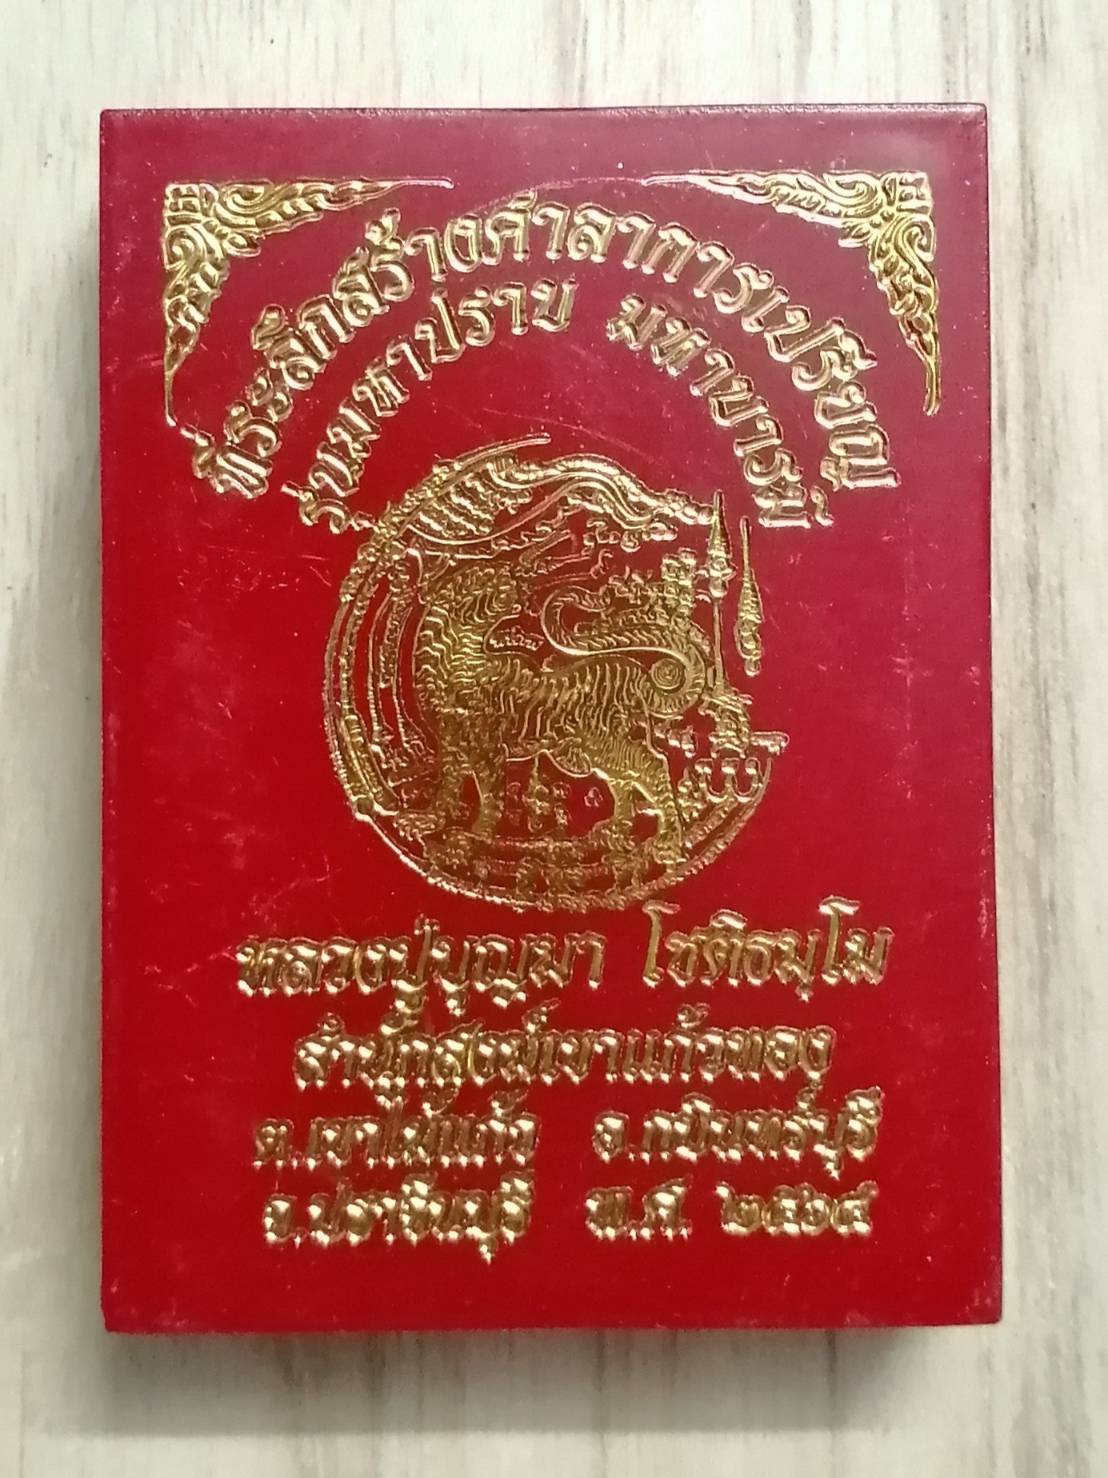 ที่ระลึกสร้างศาลาการเปรียญ
รุ่นมหาปราบ มหาบารมี
หลวงปู่บุญมา โชติธมฺโม
สำนักสงฆ์เขาแก้วทอง
ต.เขาไม้แก้ว อ.กบินทร์บุรี
จ.ปราจีนบุรี พ.ศ. ๒๕๖๕